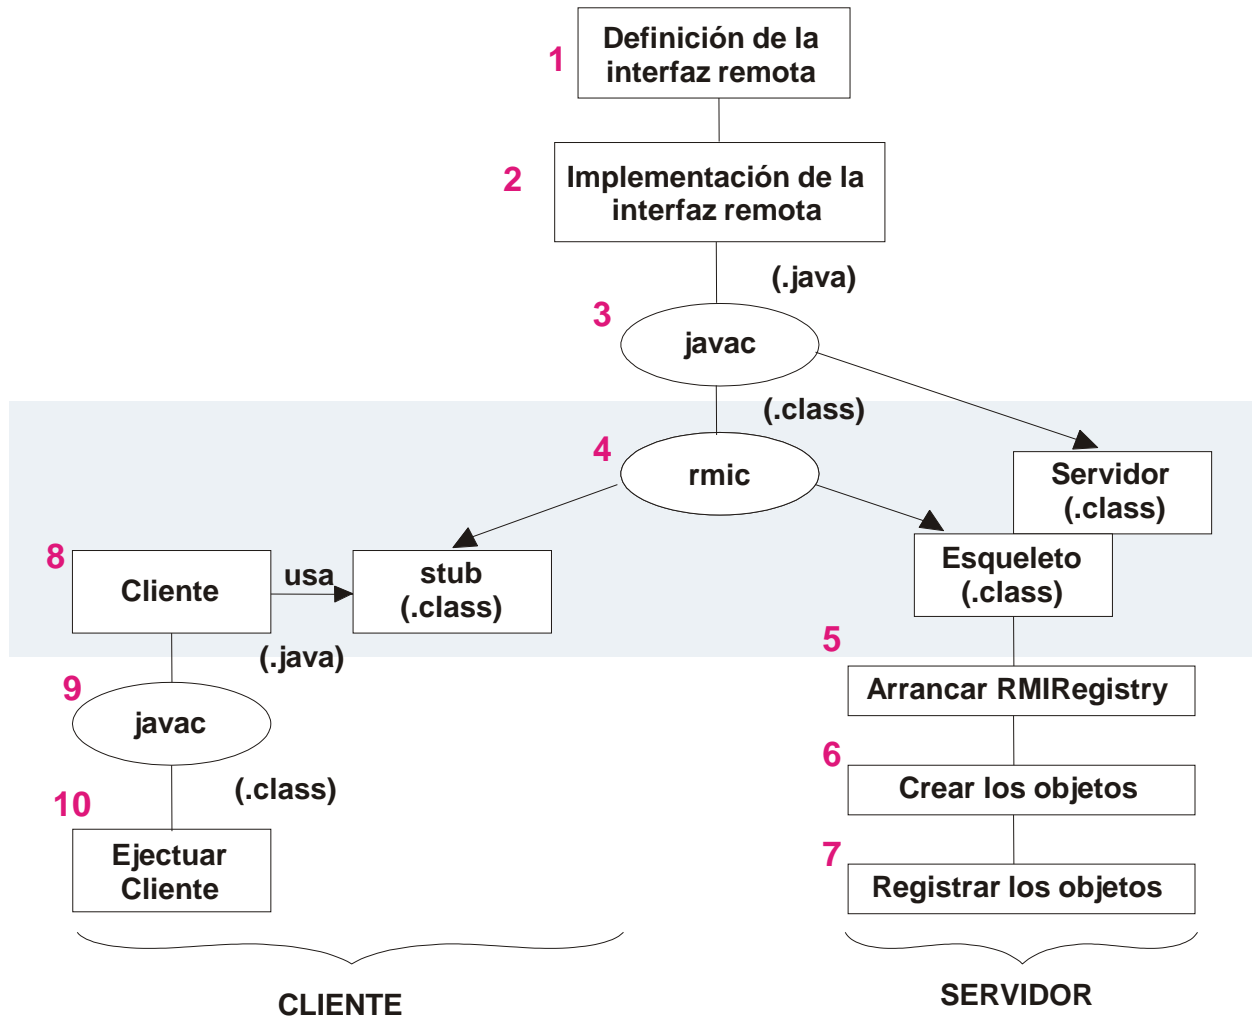 1
Definición de la
interfaz remota
2
Implementación de la
interfaz remota
(.java)
3
javac
(.class)
4
rmic
Servidor
(.class)
Esqueleto
(.class)
8
Cliente
usa
stub
(.class)
(.java)
5
Arrancar RMIRegistry
9
javac
6
Crear los objetos
(.class)
10
Ejectuar
Cliente
7
Registrar los objetos
CLIENTE
SERVIDOR